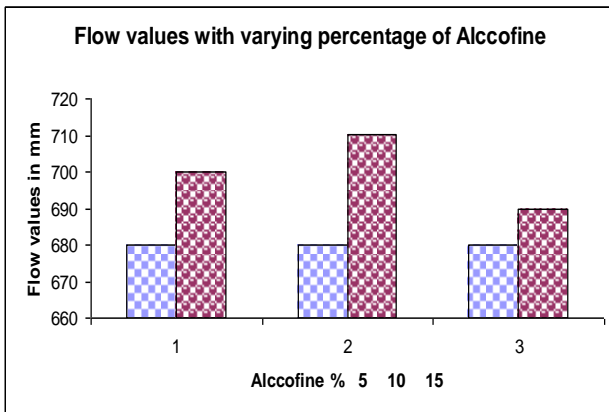 Flow values with varying percentage of Alccofine
Flow values in mm
720
710
700
690
680
670
660
1 2 3
Alccofine % 5 10 15